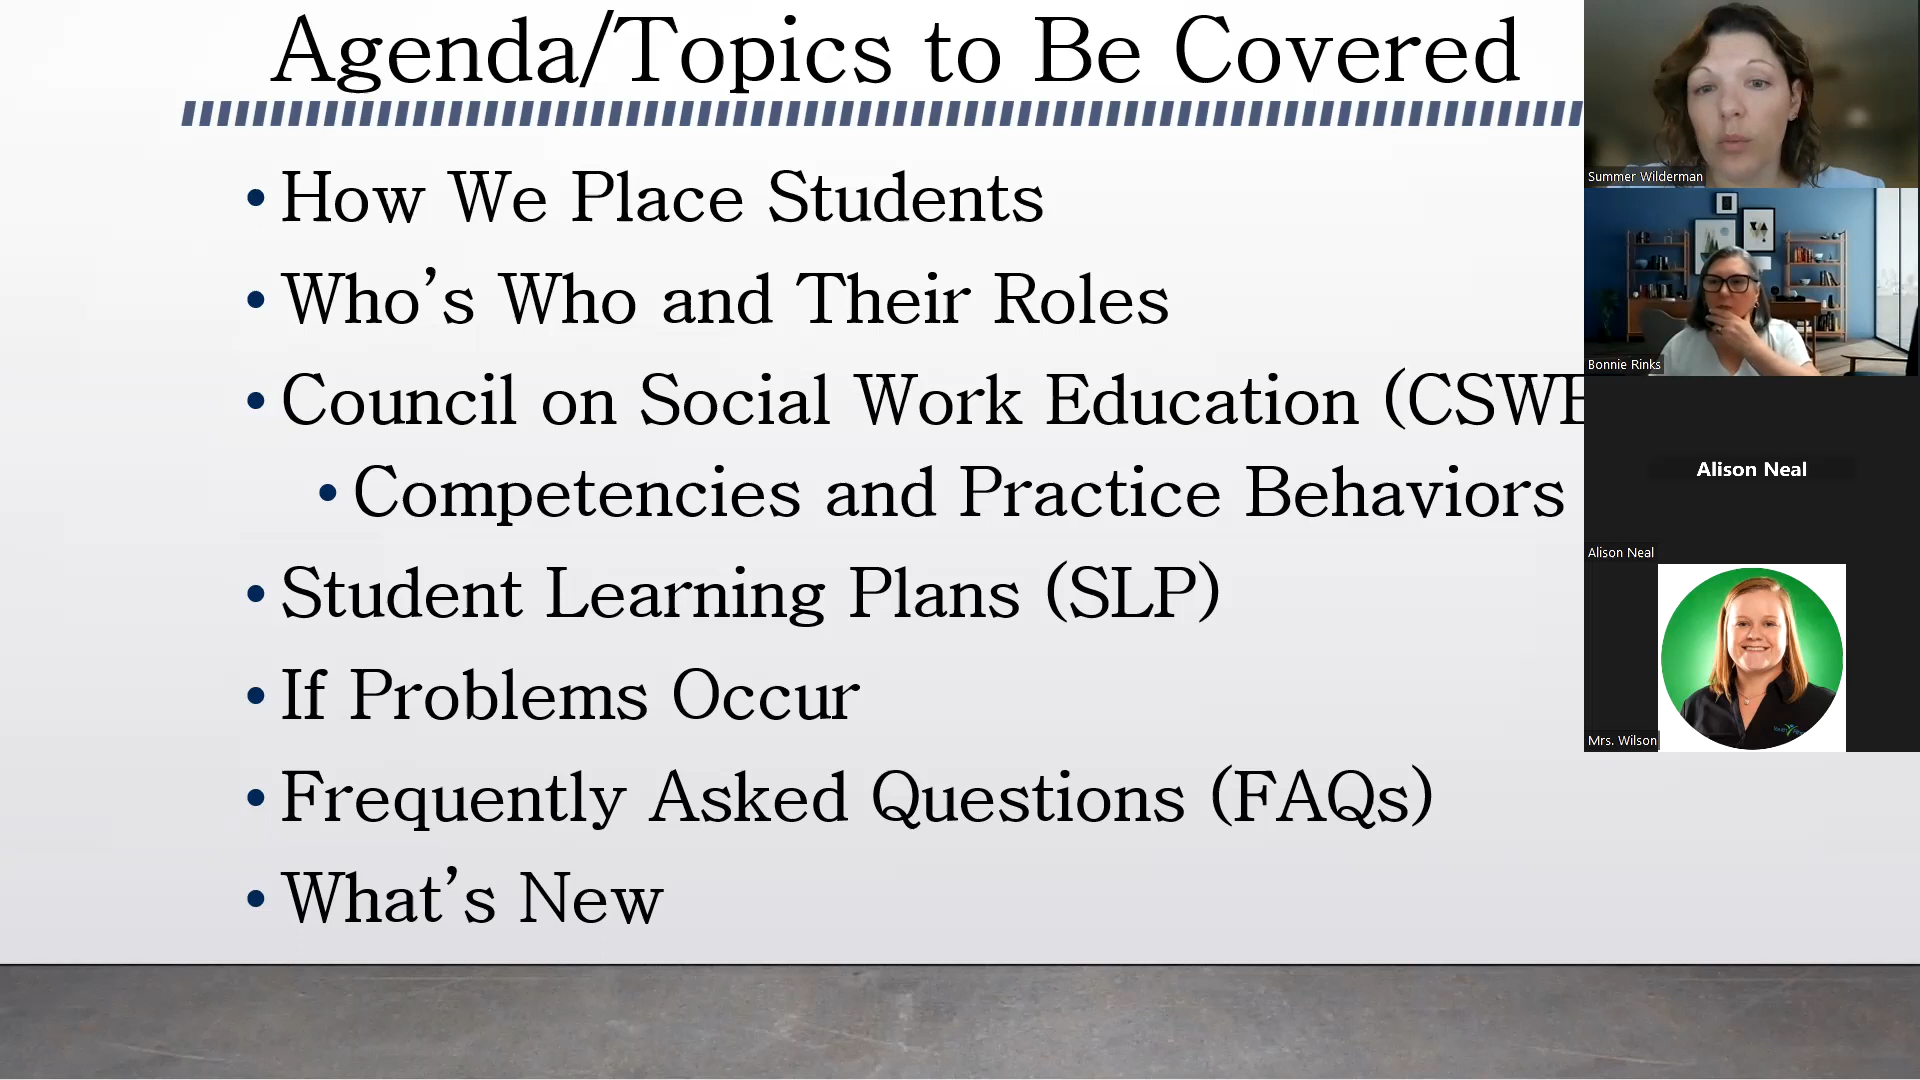 Agenda/Topics to Be Covered
• How We Place Students
• Who’s Who and Their Roles
• Council on Social Work Education (CSWE
• Competencies and Practice Behaviors
• Student Learning Plans (SLP)
• If Problems Occur
• Frequently Asked Questions (FAQs)
• What’s New
Summer Wilderman
Bonnie Rinks
Alison Neal
Alison Neal
Mrs. Wilson